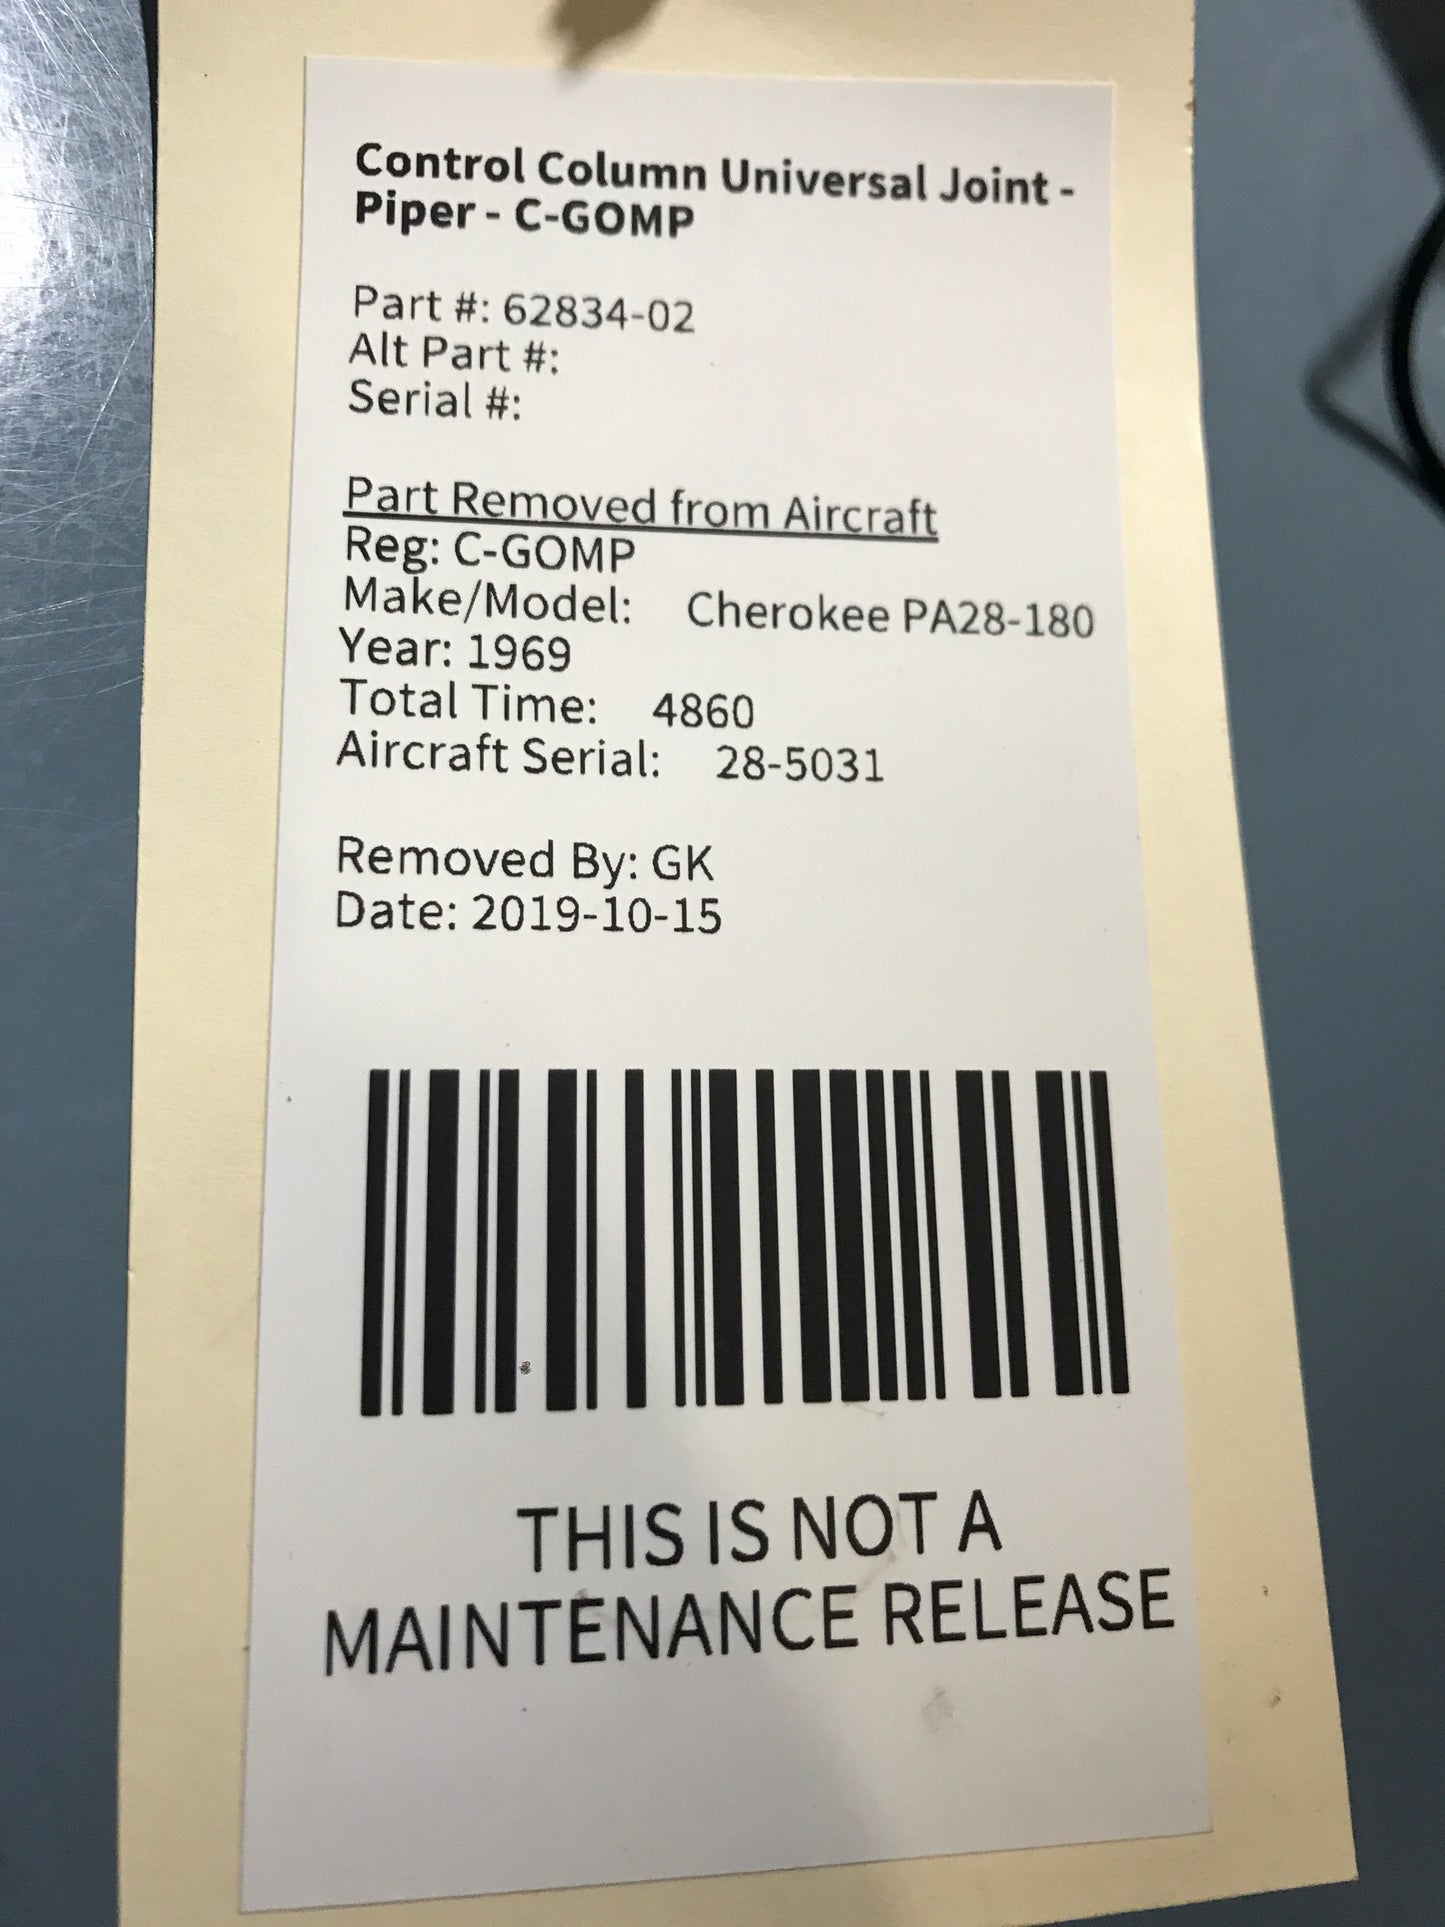 Control Column Universal Joint -
Piper - C-GOMP
Part #: 62834-02
Alt Part #:
Serial #:
Part Removed from Aircraft
Reg: C-GOMP
Make/Model: Cherokee PA28-180
Year: 1969
Total Time: 4860
Aircraft Serial: 28-5031
Removed By: GK
Date: 2019-10-15
THIS IS NOT A
MAINTENANCE RELEASE